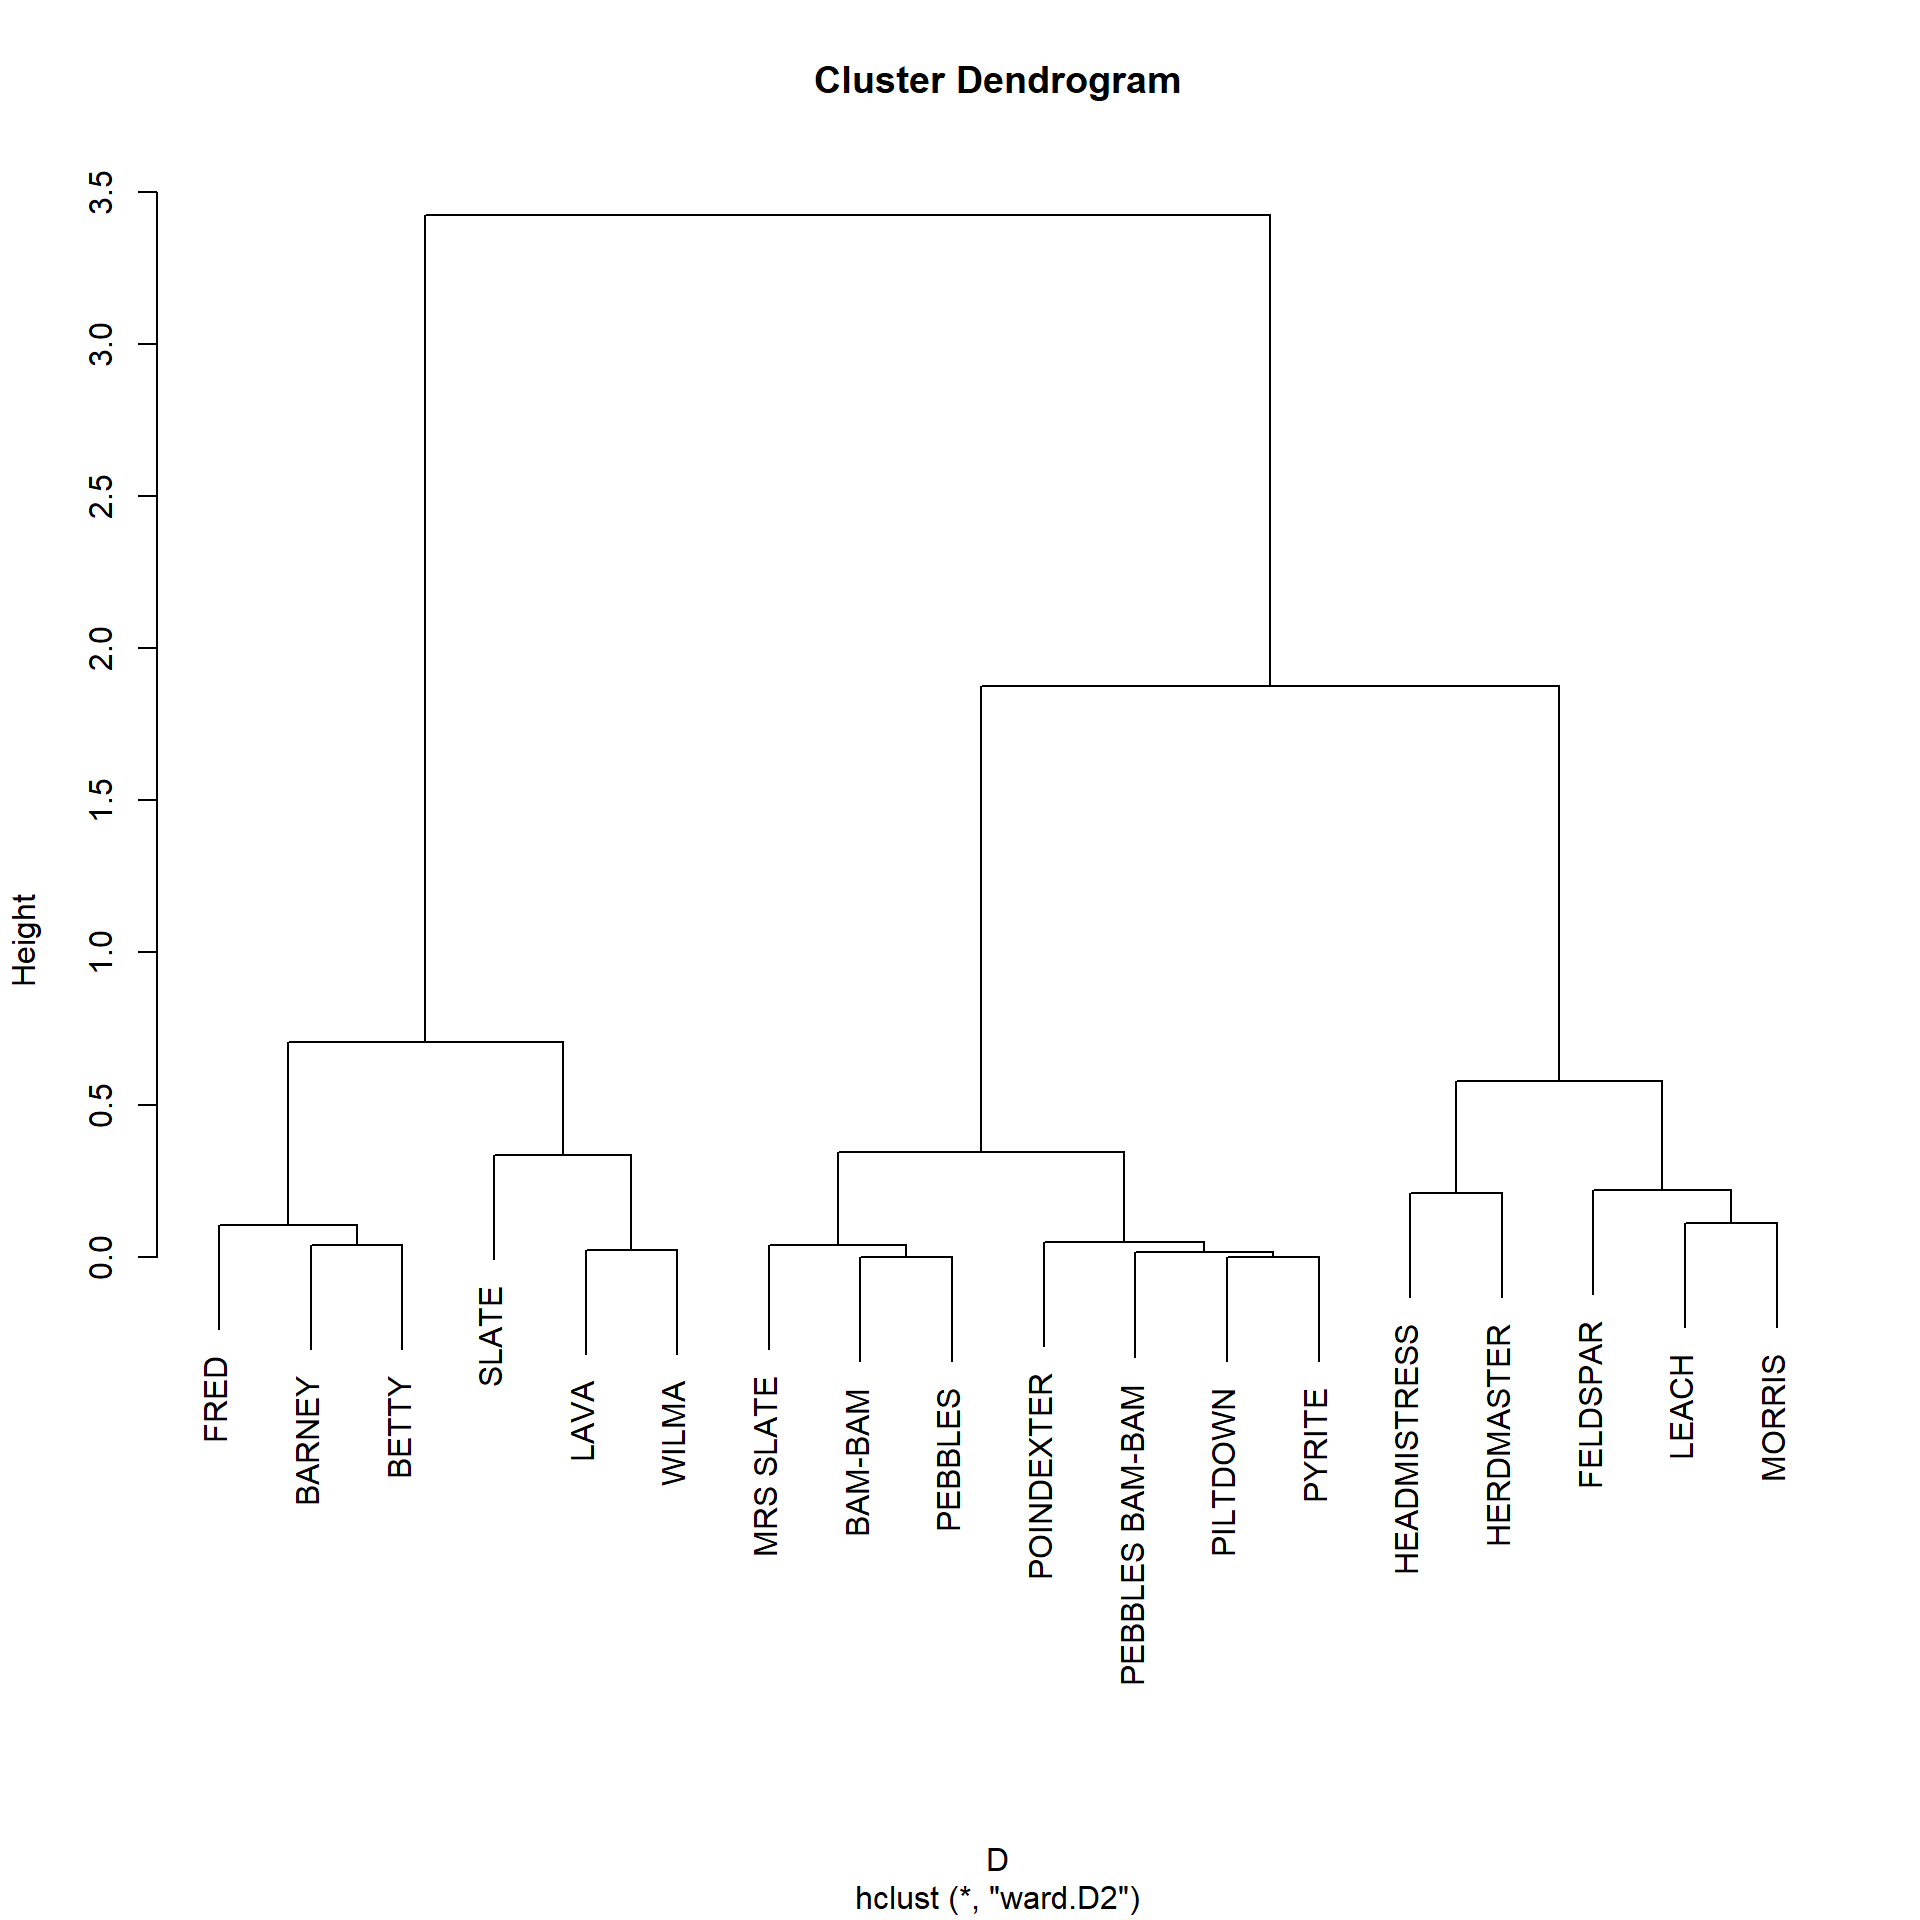 Cluster Dendrogram
3.5
3.0
2.5
2.0
1.5
1.0
0.5
0.0
Height
FRED
BARNEY
BETTY
SLATE
LAVA
WILMA
MRS SLATE
BAM-BAM
PEBBLES
POINDEXTER
PEBBLES BAM-BAM
PILTDOWN
PYRITE
HEADMISTRESS
HERDMASTER
FELDSPAR
LEACH
MORRIS
D
hclust (*, "ward.D2")